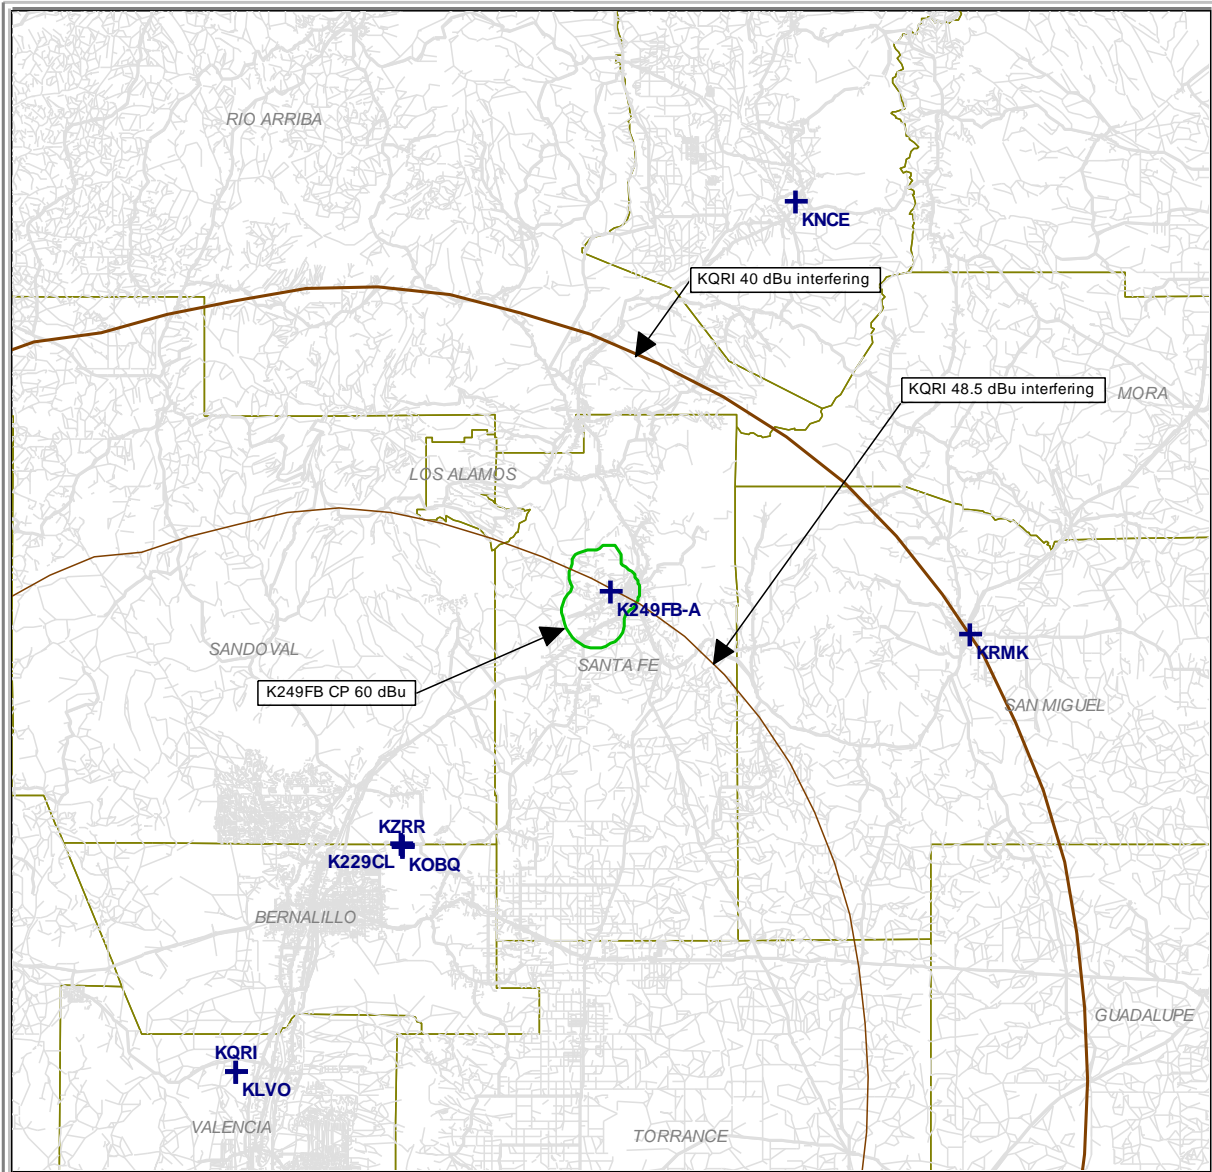 RIO ARRIBA
KNCE
KQRI 40 dBu interfering
KQRI 48.5 dBu interfering
MORA
LOS ALAMOS
K249FB-A
KRMK
SANDOVAL
SANTA FE
K249FB CP 60 dBu
SAN MIGUEL
KZRR
K229CL
KOBQ
BERNALILLO
GUADALUPE
KQRI
KLVO
VALENCIA
TORRANCE